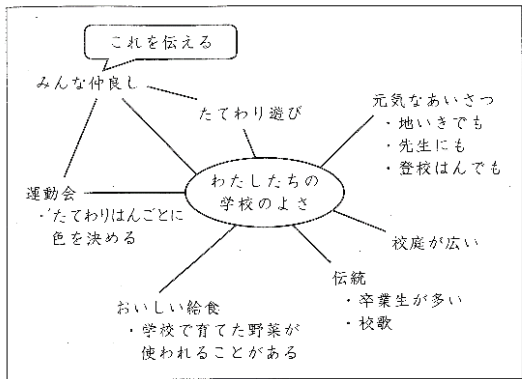 これを伝える
みんな仲良し
たてわり遊び
元気なあいさつ
・地いきでも
・先生にも
・登校はんでも
わたしたちの
学校のよさ
運動会
・たてわりはんごとに
色を決める
校庭が広い
伝統
・卒業生が多い
・校歌
おいしい給食
・学校で育てた野菜が
使われることがある